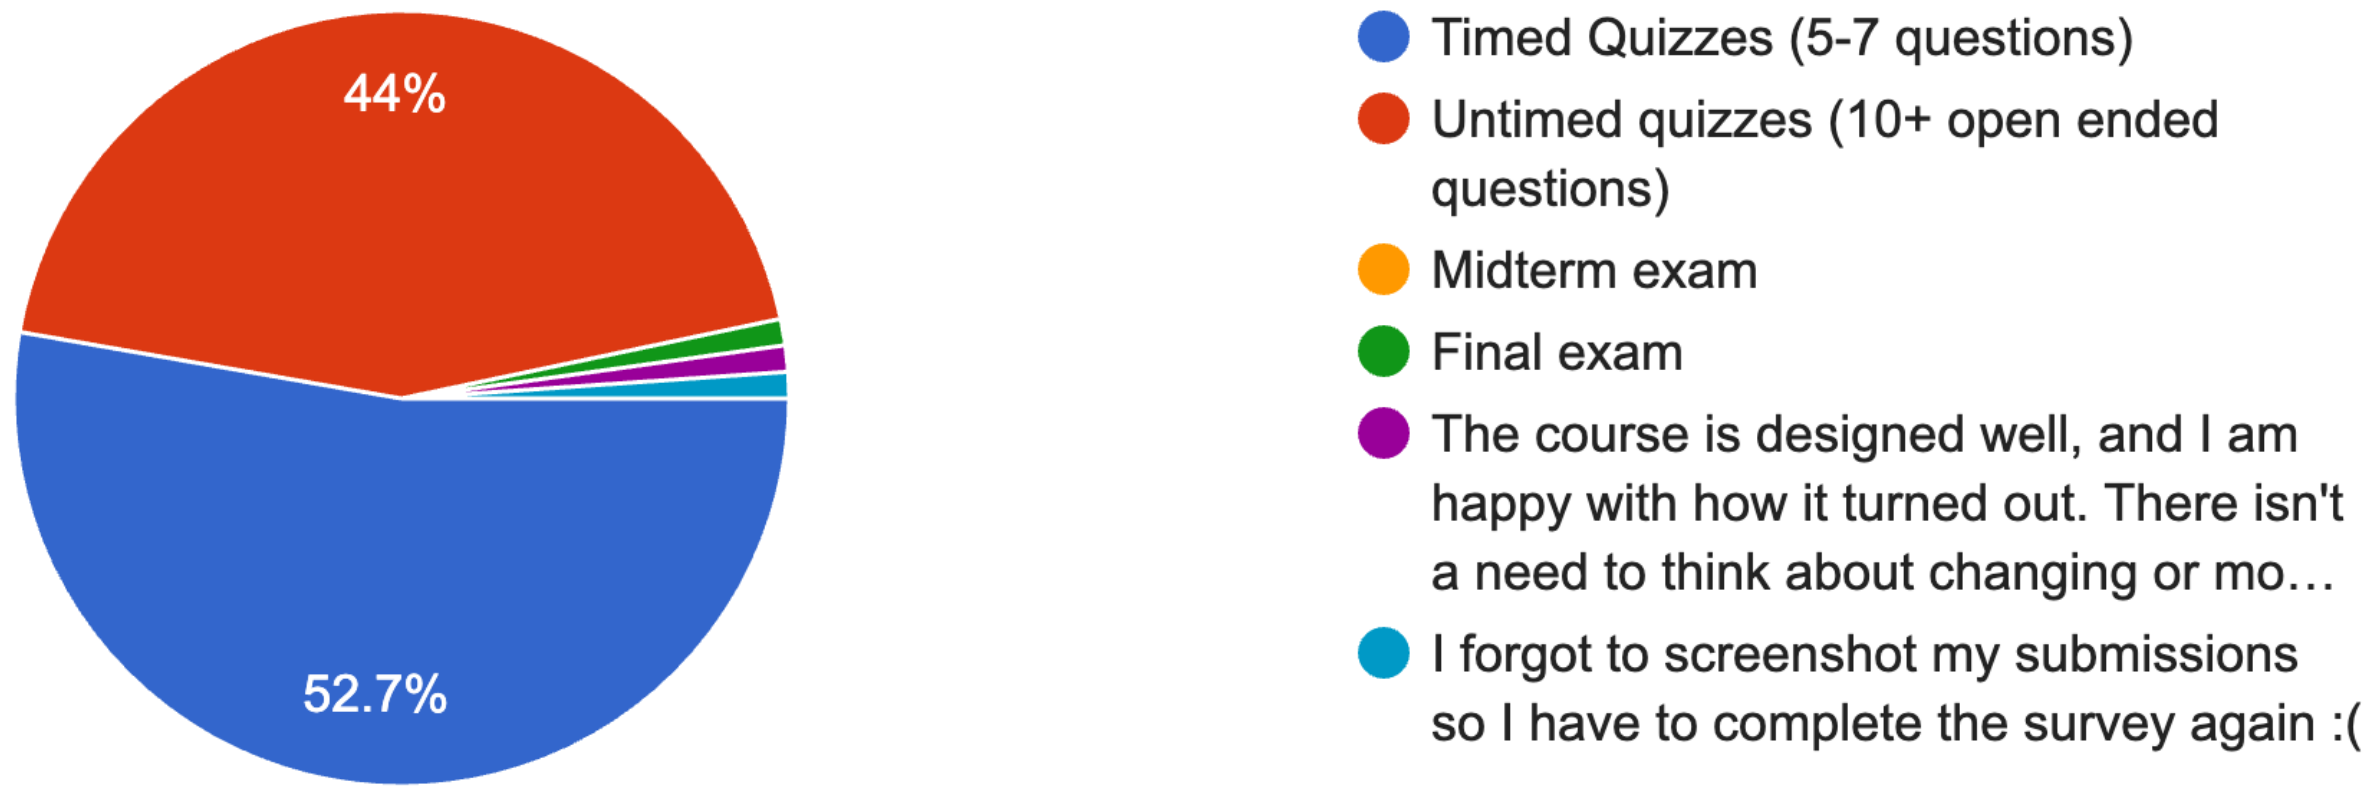 44%
52.7%
Timed Quizzes (5-7 questions)
Untimed quizzes (10+ open ended
questions)
Midterm exam
Final exam
The course is designed well, and I am
happy with how it turned out. There isn't
a need to think about changing or mo…
I forgot to screenshot my submissions
so I have to complete the survey again :(